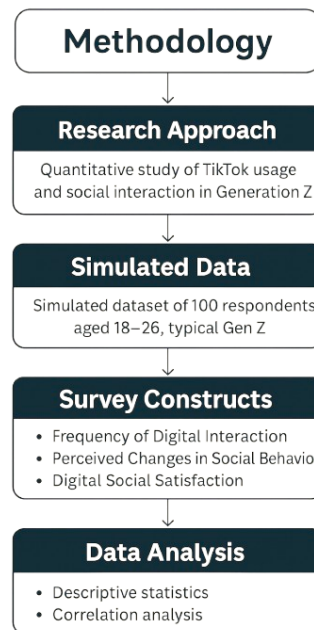 Methodology
Research Approach
Quantitative study of TikTok usage
and social interaction in Generation Z
Simulated Data
Simulated dataset of 100 respondents
aged 18–26, typical Gen Z
Survey Constructs
• Frequency of Digital Interaction
• Perceived Changes in Social Behavio
• Digital Social Satisfaction
Data Analysis
• Descriptive statistics
• Correlation analysis